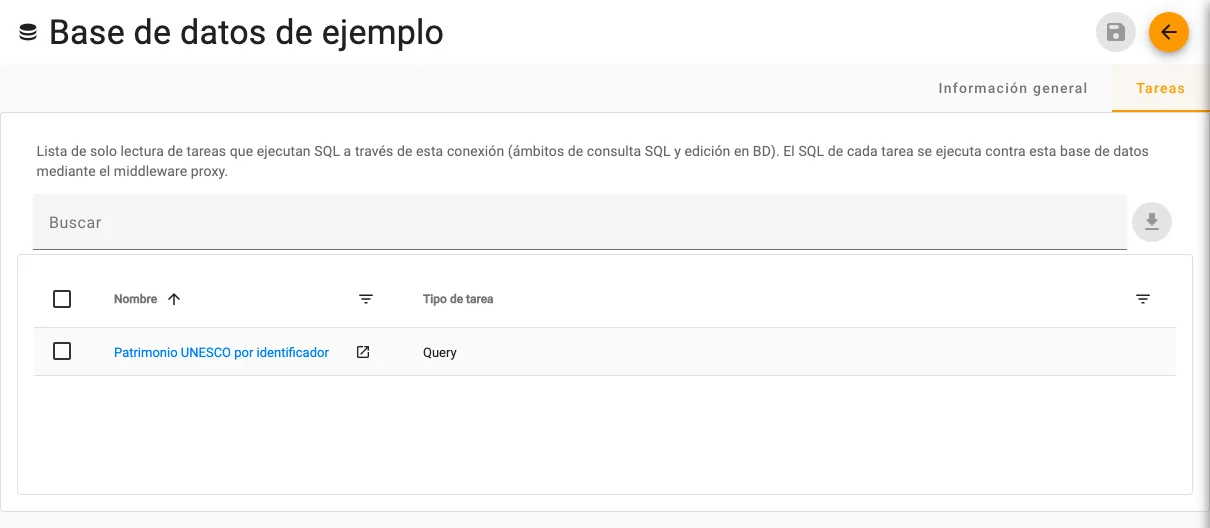 Base de datos de ejemplo
Información general
Tareas
Lista de solo lectura de tareas que ejecutan SQL a través de esta conexión (ámbitos de consulta SQL y edición en BD). El SQL de cada tarea se ejecuta contra esta base de datos
mediante el middleware proxy.
Buscar
Nombre
Tipo de tarea
Patrimonio UNESCO por identificador
Query